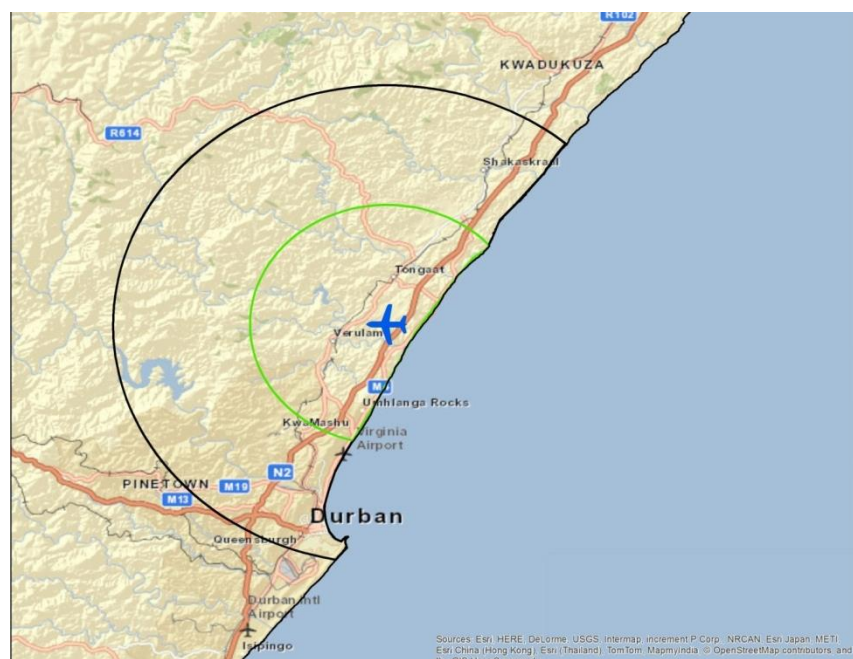 R102
KWADUKUZA
R614
Shakaskraal
Tongaat
Verulam
Umhlanga Rocks
KwaMashu
Virginia
Airport
N2
PINETOWN
M19
M13
Durban
Queensburgh
Durban Intl
Airport
Isipingo
Sources: Esri, HERE, DeLorme, USGS, Intermap, increment P Corp., NRCAN, Esri Japan, METI,
Esri China (Hong Kong), Esri (Thailand), TomTom, MapmyIndia, © OpenStreetMap contributors, and